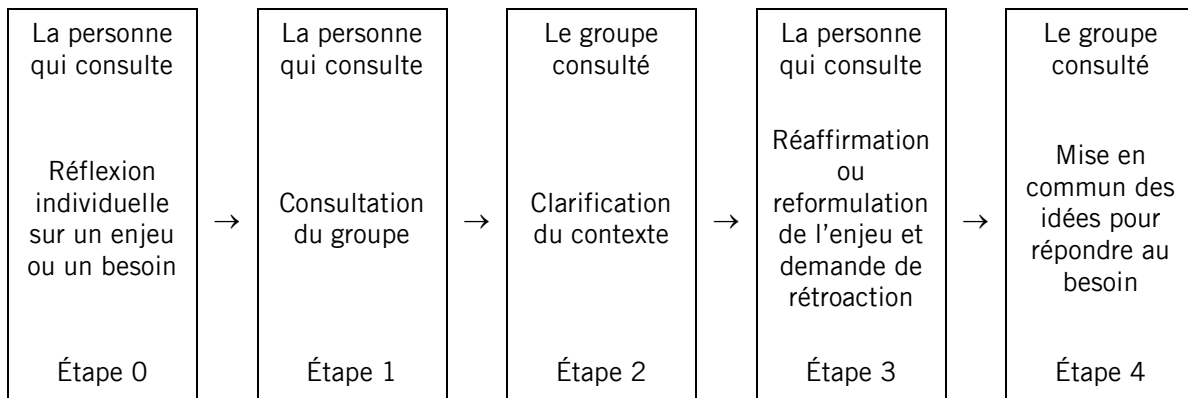 La personne
qui consulte
Réflexion
individuelle
sur un enjeu
ou un besoin
Étape 0
→
La personne
qui consulte
Consultation
du groupe
Étape 1
→
Le groupe
consulté
Clarification
du contexte
Étape 2
→
La personne
qui consulte
Réaffirmation
ou
reformulation
de l'enjeu et
demande de
rétroaction
Étape 3
→
Le groupe
consulté
Mise en
commun des
idées pour
répondre au
besoin
Étape 4